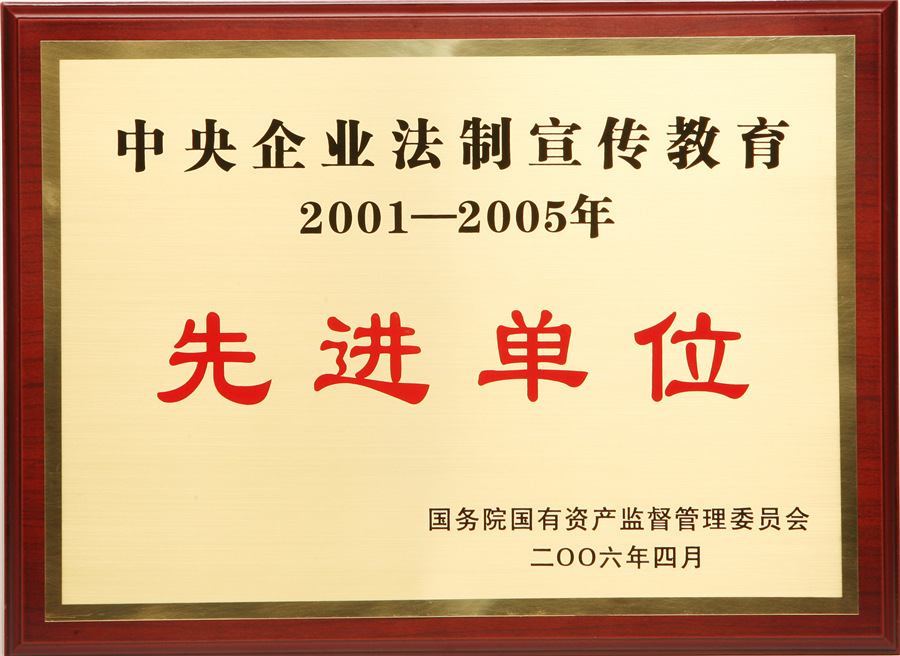 中央企业法制宣传教育
2001—2005年
先进单位
国务院国有资产监督管理委员会
二〇〇六年四月